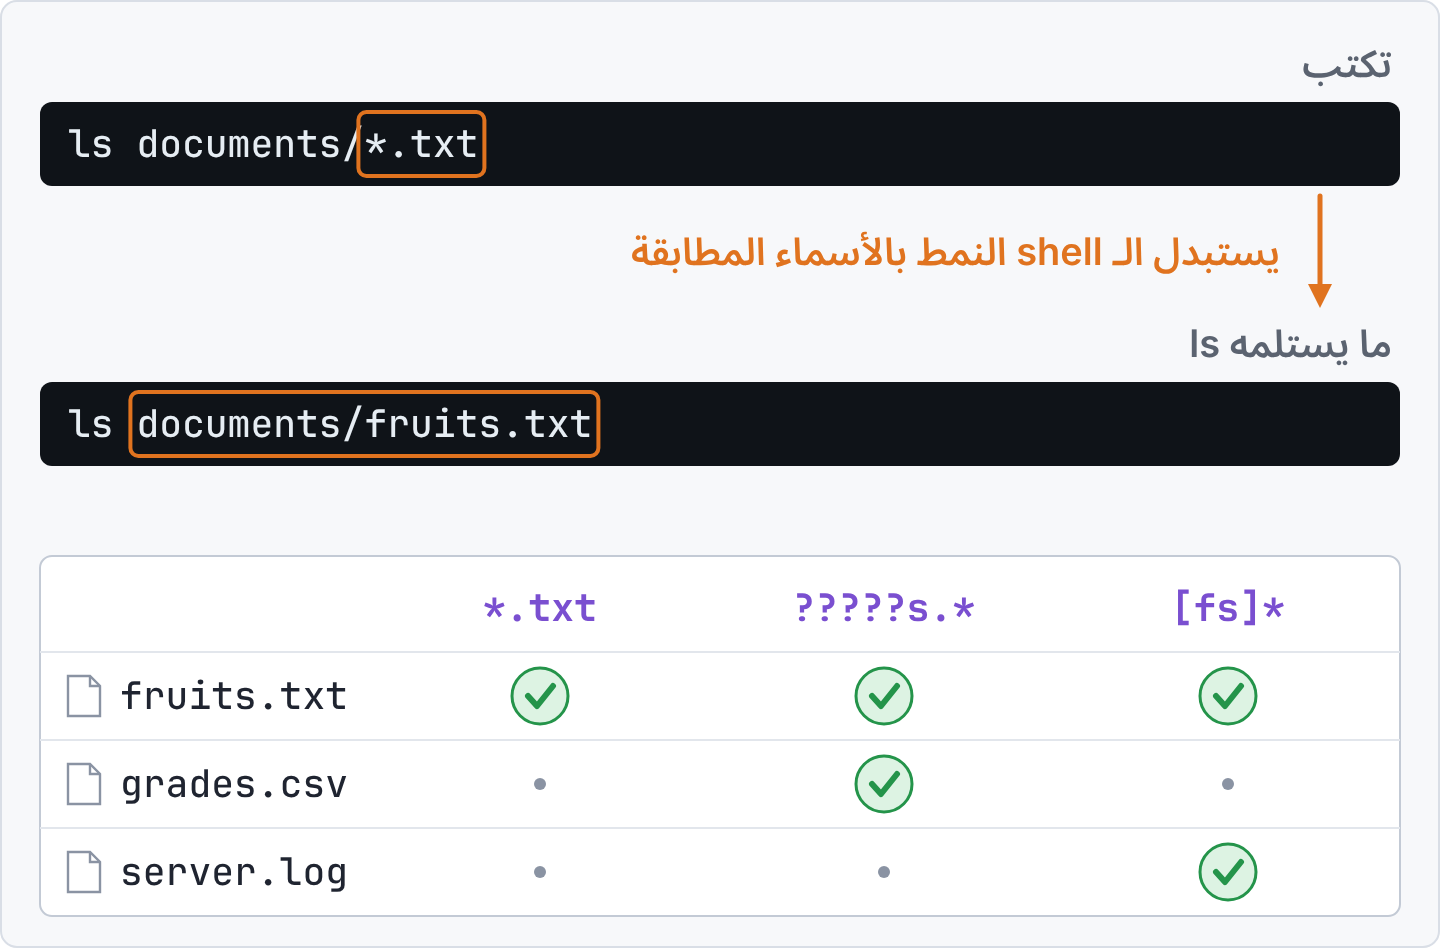 تكتب
ls documents/*.txt
يستبدل الـ shell النمط بالأسماء المطابقة
ما يستلمه ls
ls documents/fruits.txt
*.txt ?????s.* [fs]*
fruits.txt
grades.csv
server.log